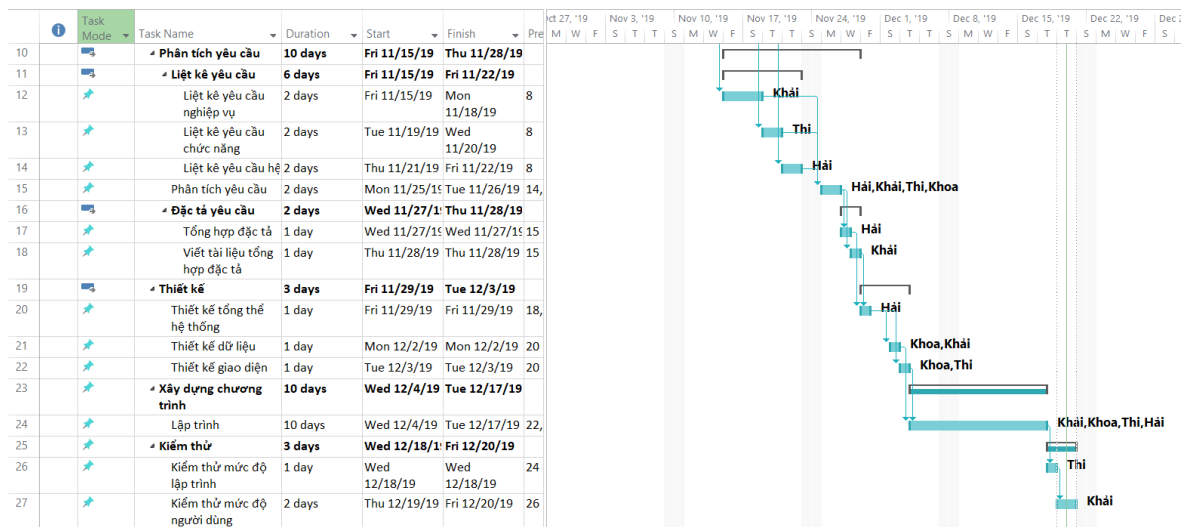 Task Mode Task Name Duration Start Finish Pre
ct 27, '19 Nov 3, '19 Nov 10, '19 Nov 17, '19 Nov 24, '19 Dec 1, '19 Dec 8, '19 Dec 15, '19 Dec 22, '19 Dec 2
M W F S T T S M W F S T T S M W F S T T S M W F S T T S M W F S
10 Phân tích yêu cầu 10 days Fri 11/15/19 Thu 11/28/19
11 Liệt kê yêu cầu 6 days Fri 11/15/19 Fri 11/22/19
12 Liệt kê yêu cầu nghiệp vụ 2 days Fri 11/15/19 Mon 11/18/19 8 Khải
13 Liệt kê yêu cầu chức năng 2 days Tue 11/19/19 Wed 11/20/19 8 Thi
14 Liệt kê yêu cầu hệ 2 days Thu 11/21/19 Fri 11/22/19 8 Hải
15 Phân tích yêu cầu 2 days Mon 11/25/19 Tue 11/26/19 14, Hải,Khải,Thi,Khoa
16 Đặc tả yêu cầu 2 days Wed 11/27/1 Thu 11/28/19
17 Tổng hợp đặc tả 1 day Wed 11/27/19 Wed 11/27/19 15 Hải
18 Viết tài liệu tổng hợp đặc tả 1 day Thu 11/28/19 Thu 11/28/19 15 Khải
19 Thiết kế 3 days Fri 11/29/19 Tue 12/3/19
20 Thiết kế tổng thể hệ thống 1 day Fri 11/29/19 Fri 11/29/19 18, Hải
21 Thiết kế dữ liệu 1 day Mon 12/2/19 Mon 12/2/19 20 Khoa,Khải
22 Thiết kế giao diện 1 day Tue 12/3/19 Tue 12/3/19 20 Khoa,Thi
23 Xây dựng chương trình 10 days Wed 12/4/19 Tue 12/17/19
24 Lập trình 10 days Wed 12/4/19 Tue 12/17/19 22, Khải,Khoa,Thi,Hải
25 Kiểm thử 3 days Wed 12/18/1 Fri 12/20/19
26 Kiểm thử mức độ lập trình 1 day Wed 12/18/19 Wed 12/18/19 24 Thi
27 Kiểm thử mức độ người dùng 2 days Thu 12/19/19 Fri 12/20/19 26 Khải